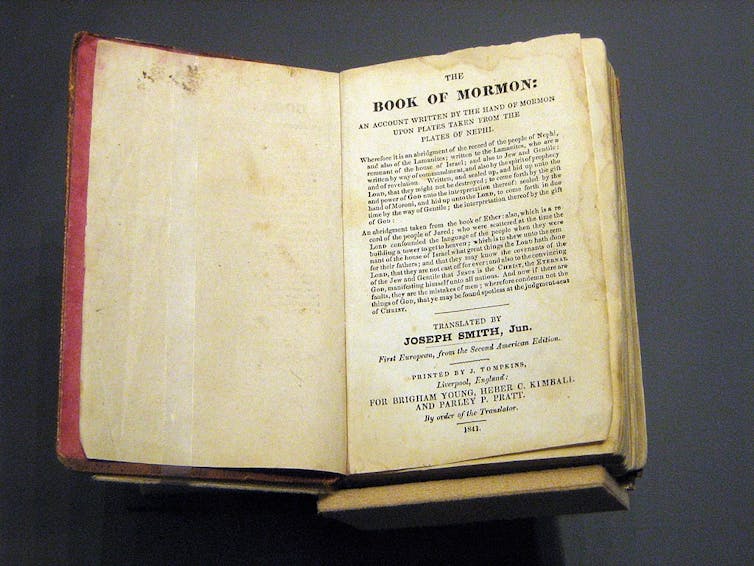 THE
BOOK OF MORMON:
AN ACCOUNT WRITTEN BY THE HAND OF MORMON
UPON PLATES TAKEN FROM THE
PLATES OF NEPHI.
Wherefore it is an abridgment of the record of the people of Nephi,
and also of the Lamanites; written to the Lamanites, who are a
remnant of the house of Israel; and also to Jew and Gentile;
written by way of commandment, and also by the spirit of prophecy
and of revelation. Written, and sealed up, and hid up unto the
LORD, that they might not be destroyed; to come forth by the gift
and power of GOD unto the interpretation thereof: sealed by the
hand of Moroni, and hid up unto the LORD, to come forth in due
time by the way of Gentile; the interpretation thereof by the gift
of GOD:
An abridgment taken from the book of Ether: also, which is a re-
cord of the people of Jared; who were scattered at the time the
LORD confounded the language of the people when they were
building a tower to get to heaven; which is to shew unto the rem
nant of the house of Israel what great things the LORD hath done
for their fathers; and that they may know the covenants of the
LORD, that they are not cast off for ever: and also to the convincing
of the Jew and Gentile that JESUS is the CHRIST, the ETERNAL
GOD, manifesting himself unto all nations. And now if there are
faults, they are the mistakes of men; wherefore condemn not the
things of God, that ye may be found spotless at the judgment-seat
of CHRIST.
TRANSLATED BY
JOSEPH SMITH, Jun.
First European, from the Second American Edition.
PRINTED BY J. TOMPKINS,
Liverpool, England:
FOR BRIGHAM YOUNG, HEBER C. KIMBALL
AND PARLEY P. PRATT.
By order of the Translator.
1841.